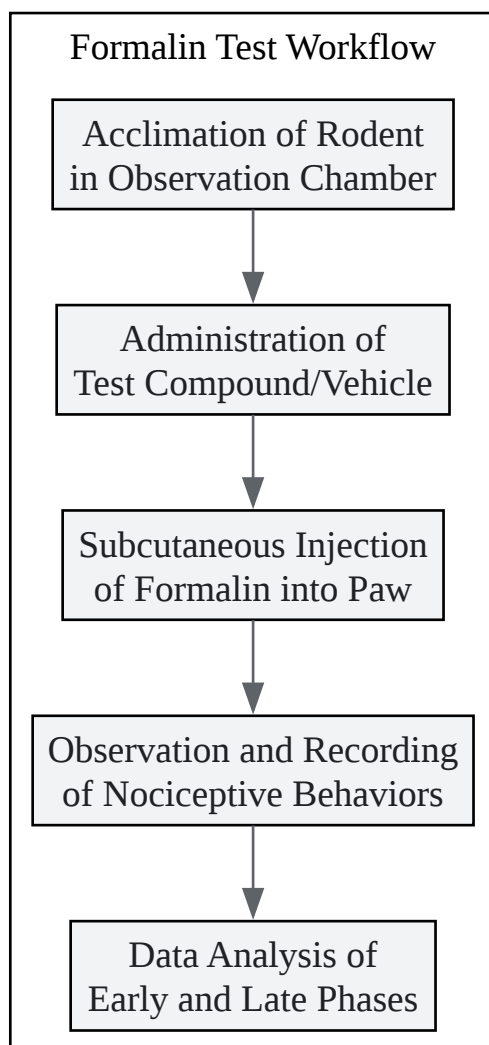 Formalin Test Workflow
Acclimation of Rodent
in Observation Chamber
Administration of
Test Compound/Vehicle
Subcutaneous Injection
of Formalin into Paw
Observation and Recording
of Nociceptive Behaviors
Data Analysis of
Early and Late Phases